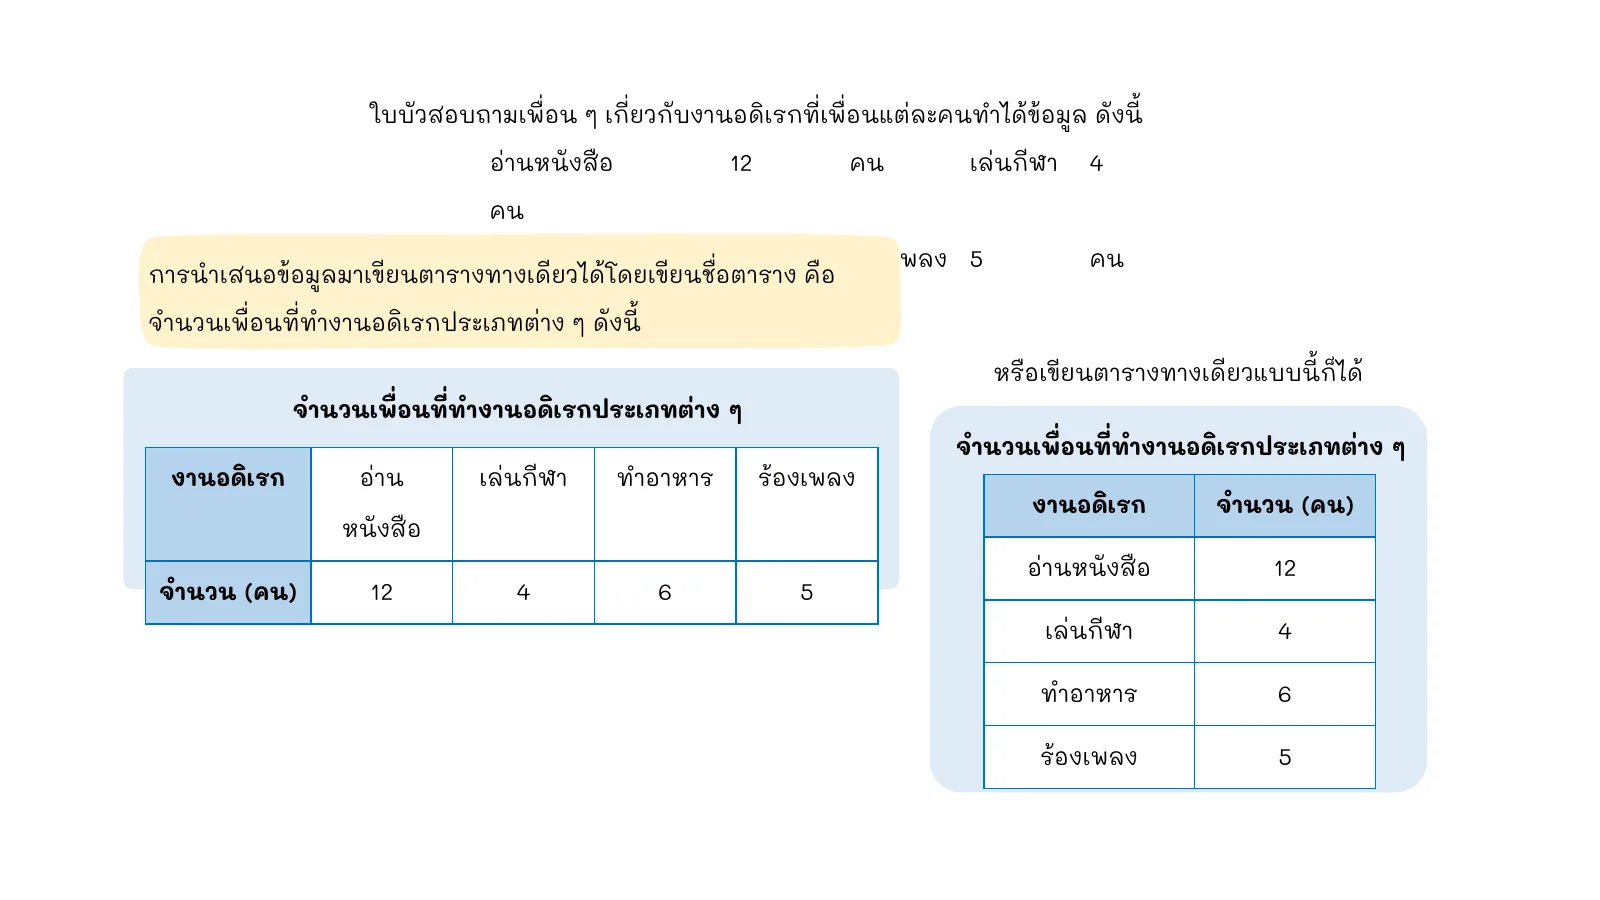 ใบบัวสอบถามเพื่อน ๆ เกี่ยวกับงานอดิเรกที่เพื่อนแต่ละคนทำได้ข้อมูล ดังนี้
อ่านหนังสือ 12 คน เล่นกีฬา 4
คน
เพลง 5 คน
การนำเสนอข้อมูลมาเขียนตารางทางเดียวได้โดยเขียนชื่อตาราง คือ
จำนวนเพื่อนที่ทำงานอดิเรกประเภทต่าง ๆ ดังนี้
จำนวนเพื่อนที่ทำงานอดิเรกประเภทต่าง ๆ
งานอดิเรก อ่าน เล่นกีฬา ทำอาหาร ร้องเพลง
หนังสือ
จำนวน (คน) 12 4 6 5
หรือเขียนตารางทางเดียวแบบนี้ก็ได้
จำนวนเพื่อนที่ทำงานอดิเรกประเภทต่าง ๆ
งานอดิเรก จำนวน (คน)
อ่านหนังสือ 12
เล่นกีฬา 4
ทำอาหาร 6
ร้องเพลง 5